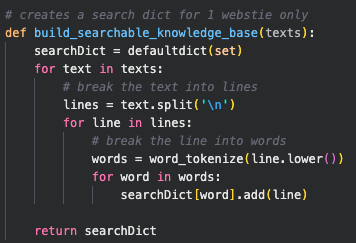 # creates a search dict for 1 webstie only
def build_searchable_knowledge_base(texts):
    searchDict = defaultdict(set)
    for text in texts:
        # break the text into lines
        lines = text.split('\n')
        for line in lines:
            # break the line into words
            words = word_tokenize(line.lower())
            for word in words:
                searchDict[word].add(line)

    return searchDict